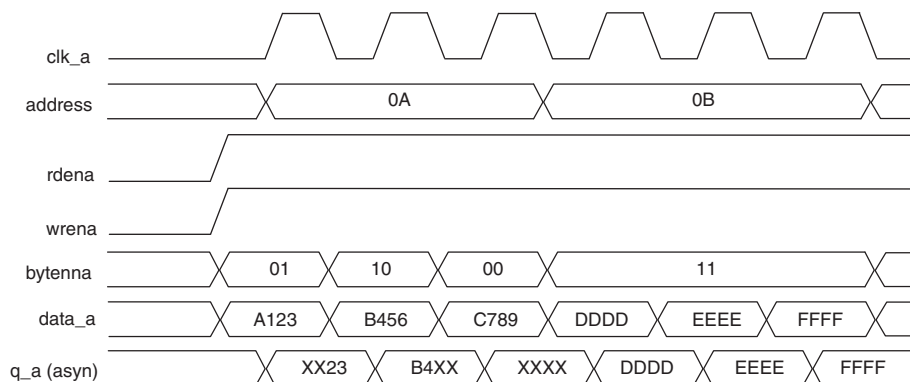 clk_a
address 0A 0B
rdena
wrena
bytenna 01 10 00 11
data_a A123 B456 C789 DDDD EEEE FFFF
q_a (asyn) XX23 B4XX XXXX DDDD EEEE FFFF